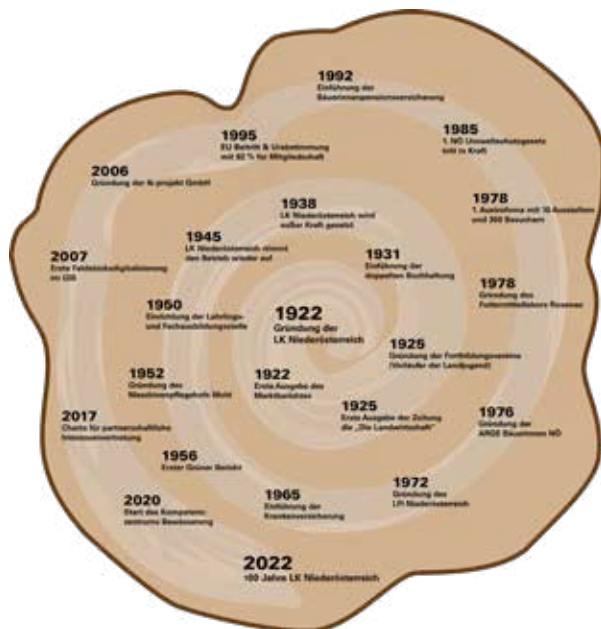 1992
Einführung der
Bäuerinnenpensionsversicherung
1995
EU Beitritt & Urabstimmung
mit 82 % für Mitgliedschaft
1985
1. NÖ Umweltschutzgesetz
tritt in Kraft
2006
Gründung der lk-projekt GmbH
1938
LK Niederösterreich wird
außer Kraft gesetzt
1978
1. Austrofoma mit 10 Ausstellern
und 300 Besuchern
1945
LK Niederösterreich nimmt
den Betrieb wieder auf
1931
Einführung der
doppelten Buchhaltung
2007
Erste Feldstücksdigitalisierung
im GIS
1978
Gründung des
Futtermittellabors Rosenau
1950
Einrichtung der Lehrlings-
und Fachausbildungsstelle
1922
Gründung der
LK Niederösterreich
1925
Gründung der Fortbildungsvereine
(Vorläufer der Landjugend)
1952
Gründung des
Mold
1922
Erste Ausgabe des
Marktberichtes
1925
Erste Ausgabe der Zeitung
die „Die Landwirtschaft“
1976
Gründung der
ARGE Bäuerinnen NÖ
2017
Charta für partnerschaftliche
Interessenvertretung
1956
Erster Grüner Bericht
1972
Gründung des
LFI Niederösterreich
2020
Start des Kompetenz-
zentrums Bewässerung
1965
Einführung der
Krankenversicherung
2022
100 Jahre LK Niederösterreich